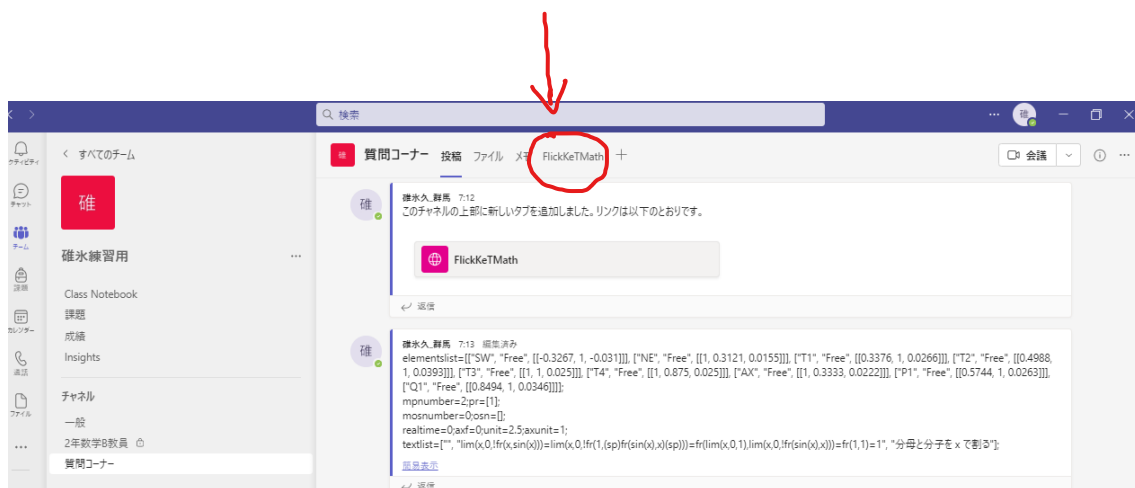 検索
碓
クティビティ
チャット
チーム
課題
カレンダー
通話
ファイル
すべてのチーム
碓
碓氷練習用
Class Notebook
課題
成績
Insights
チャネル
一般
2年数学B教員
質問コーナー
碓
質問コーナー 投稿 ファイル メモ FlickKeTMath
会議
碓
碓氷久_群馬 7:12
このチャネルの上部に新しいタブを追加しました。リンクは以下のとおりです。
FlickKeTMath
返信
碓
碓氷久_群馬 7:13 編集済み
elementslist=[["SW", "Free", [[-0.3267, 1, -0.031]]], ["NE", "Free", [[1, 0.3121, 0.0155]]], ["T1", "Free", [[0.3376, 1, 0.0266]]], ["T2", "Free", [[0.4988,
1, 0.0393]]], ["T3", "Free", [[1, 1, 0.025]]], ["T4", "Free", [[1, 0.875, 0.025]]], ["AX", "Free", [[1, 0.3333, 0.0222]]], ["P1", "Free", [[0.5744, 1, 0.0263]]],
["Q1", "Free", [[0.8494, 1, 0.0346]]]];
mpnumber=2;pr=[1];
mosnumber=0;osn=[];
realtime=0;axf=0;unit=2.5;axunit=1;
textlist=["", "lim(x,0,!fr(x,sin(x)))=lim(x,0,!fr(1,(sp)fr(sin(x),x)(sp)))=fr(lim(x,0,1),lim(x,0,!fr(sin(x),x)))=fr(1,1)=1", "分母と分子を x で割る"];
簡易表示
返信